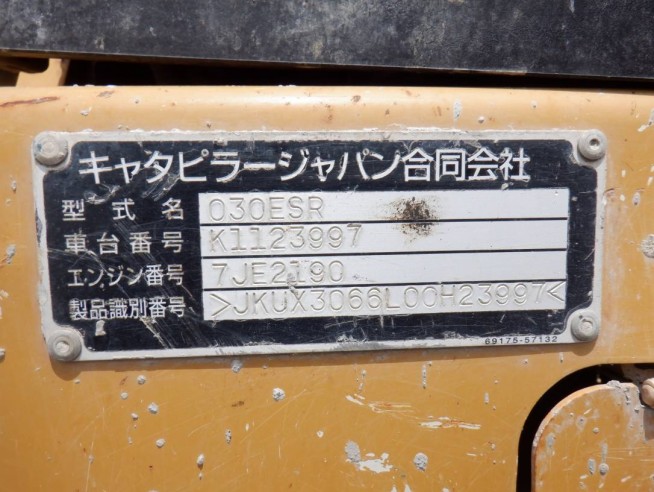 キャタピラージャパン合同会社
型式名 030ESR
車台番号 K1123997
エンジン番号 7JE2190
製品識別番号 >JKUX3066L00H23997<
69175-57132